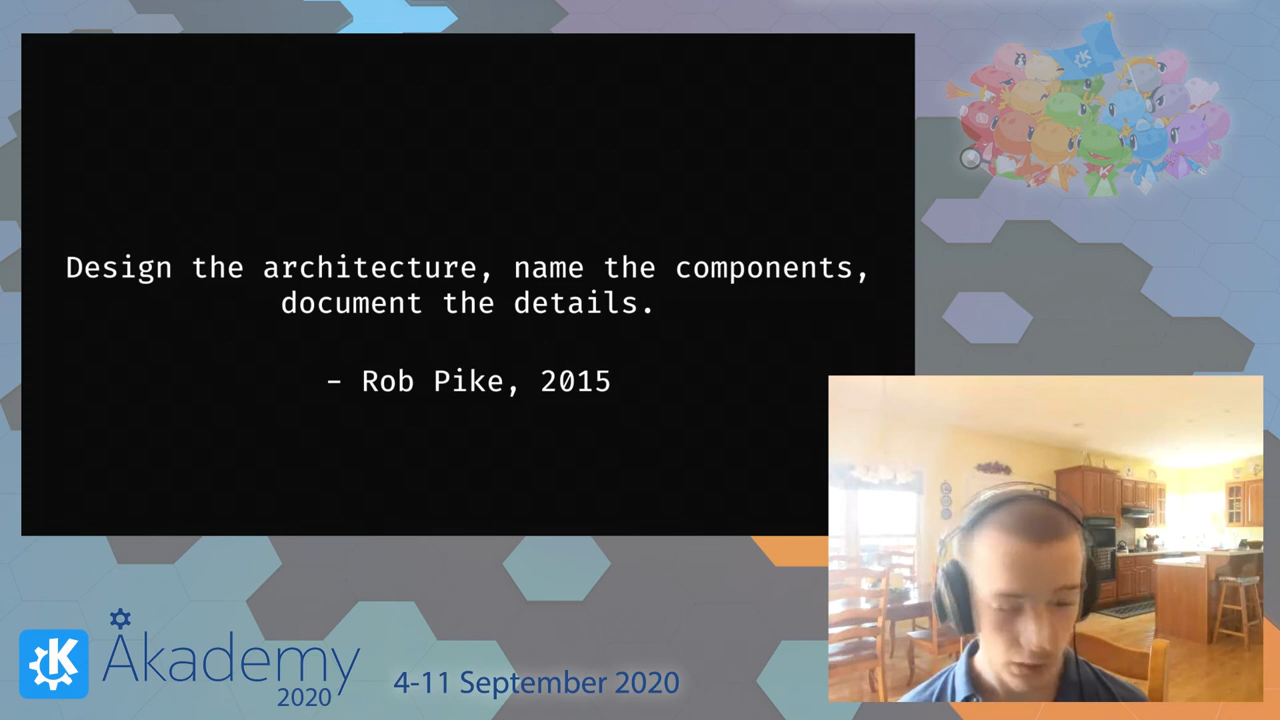 Design the architecture, name the components,
document the details.
– Rob Pike, 2015
K
Akademy
2020
4-11 September 2020